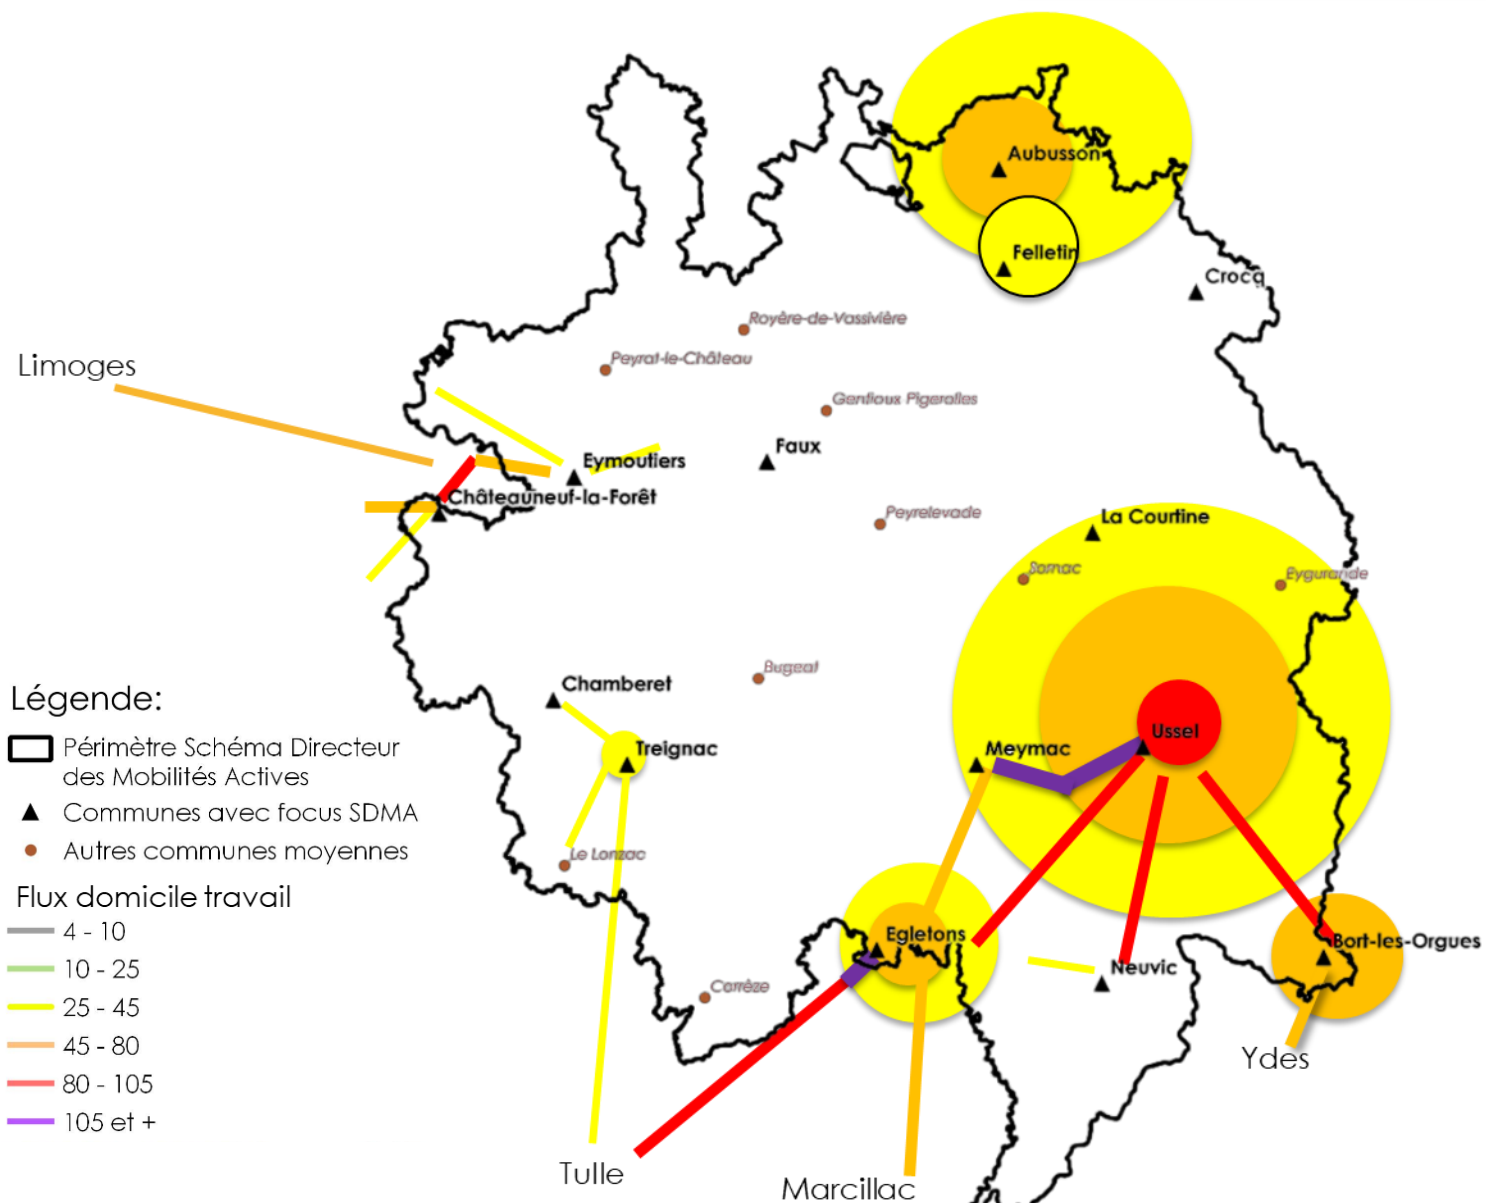 Aubusson
Felletin
Crocq
Royère-de-Vassivière
Limoges
Peyrat-le-Château
Gentioux Pigerolles
Faux
Eymoutiers
Châteauneuf-la-Forêt
Peyrelevade
La Courtine
Sornac
Eygurande
Bugeat
Chamberet
Ussel
Meymac
Treignac
Le Lonzac
Egletons
Bort-les-Orgues
Neuvic
Corrèze
Ydes
Tulle
Marcillac
Légende:
Périmètre Schéma Directeur
des Mobilités Actives
Communes avec focus SDMA
Autres communes moyennes
Flux domicile travail
4 - 10
10 - 25
25 - 45
45 - 80
80 - 105
105 et +